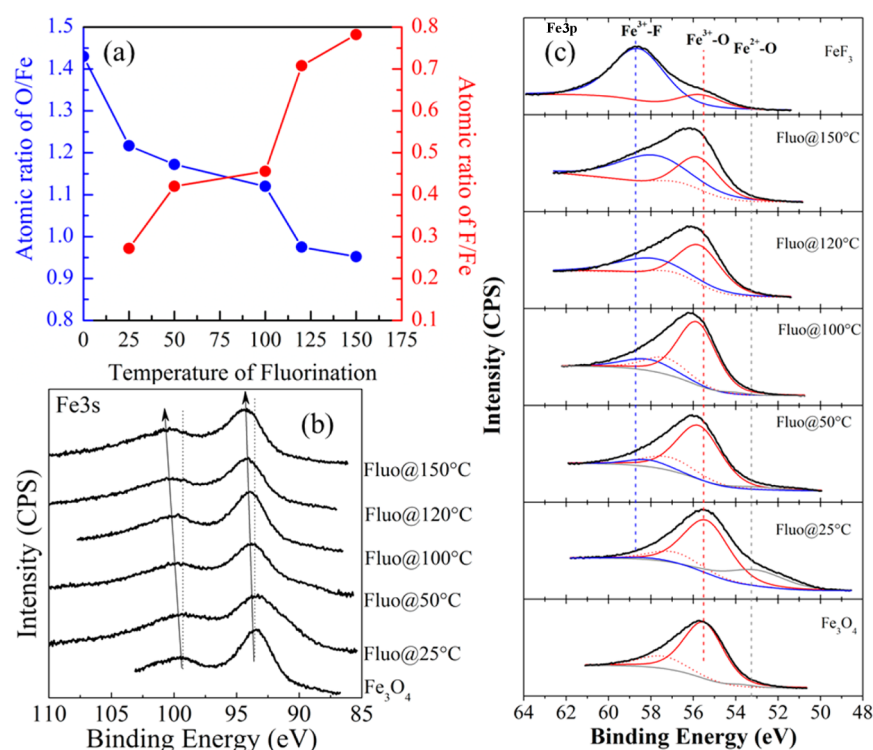 (a)
Atomic ratio of O/Fe
1.5
1.4
1.3
1.2
1.1
1.0
0.9
0.8
0.8
0.7
0.6
0.5
0.4
0.3
0.2
0.1
Atomic ratio of F/Fe
0 25 50 75 100 125 150 175
Temperature of Fluorination
Fe3s
(b)
Intensity (CPS)
Fluo@150°C
Fluo@120°C
Fluo@100°C
Fluo@50°C
Fluo@25°C
Fe₃O₄
110 105 100 95 90 85
Binding Energy (eV)
Fe3p
(c)
Fe³⁺-F
Fe³⁺-O
Fe²⁺-O
FeF₃
Fluo@150°C
Fluo@120°C
Fluo@100°C
Fluo@50°C
Fluo@25°C
Fe₃O₄
Intensity (CPS)
64 62 60 58 56 54 52 50 48
Binding Energy (eV)